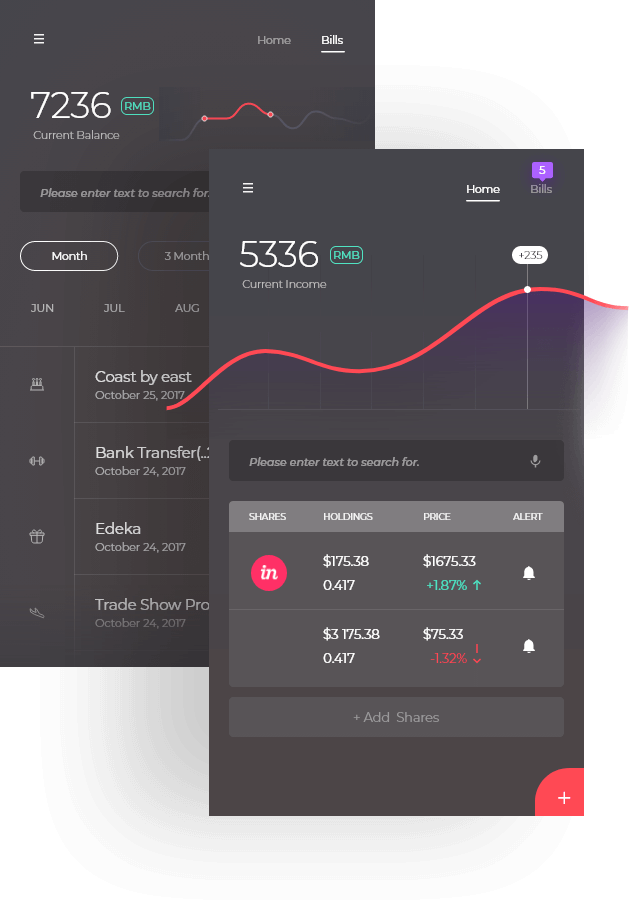 Home Bills
7236 RMB
Current Balance
Please enter text to search for.
Month 3 Month
JUN JUL AUG
Coast by east
October 25, 2017
Bank Transfer(..
October 24, 2017
Edeka
October 24, 2017
Trade Show Pro
October 24, 2017
5
Home Bills
5336 RMB
+235
Current Income
Please enter text to search for.
SHARES HOLDINGS PRICE ALERT
in
$175.38 $1675.33
0.417 +1.87%
$3 175.38 $75.33
0.417 -1.32%
+ Add Shares
+